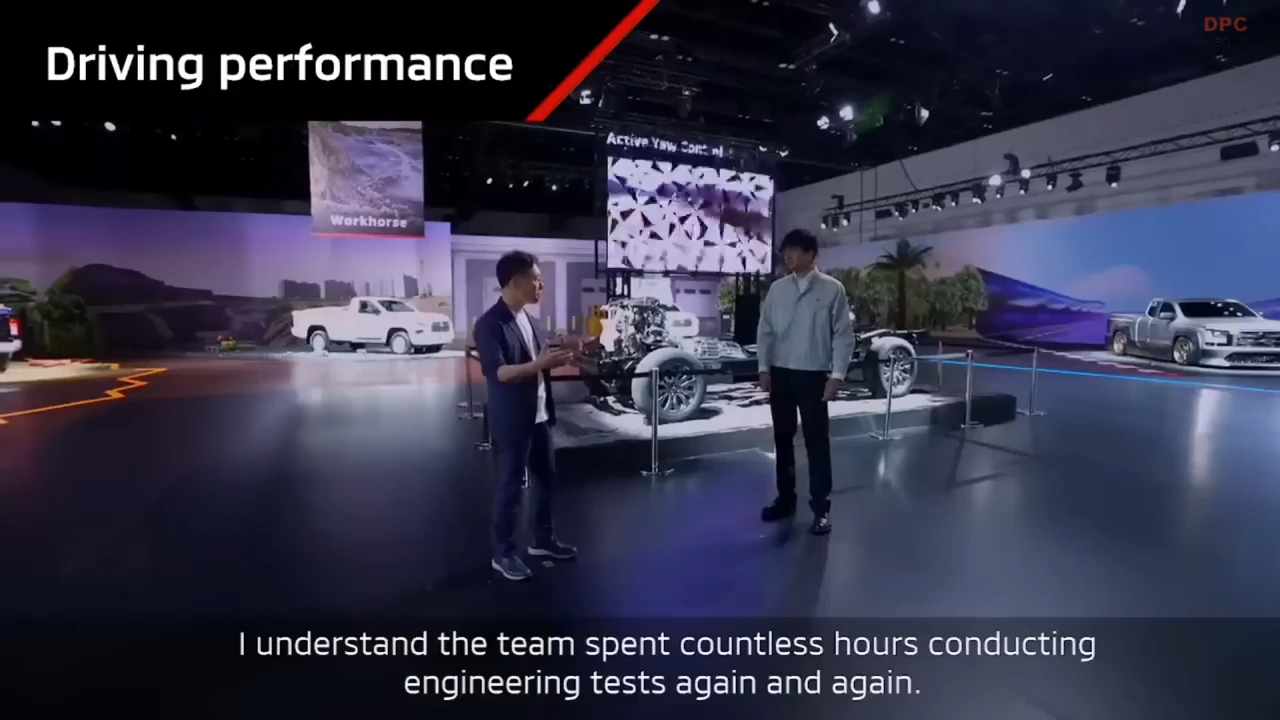 Driving performance
DPC
Active Yaw Control
Workhorse
I understand the team spent countless hours conducting
engineering tests again and again.